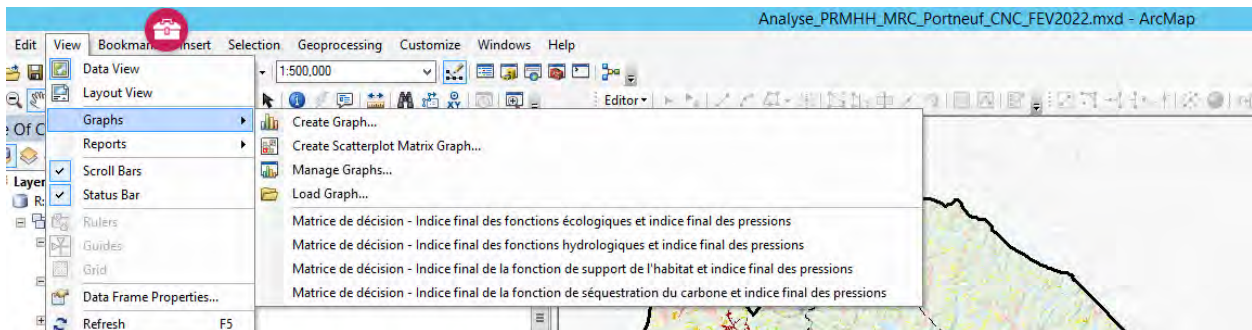 Analyse_PRMHH_MRC_Portneuf_CNC_FEV2022.mxd - ArcMap
Edit View Bookmar Insert Selection Geoprocessing Customize Windows Help
Data View 1:500,000
Layout View Editor
Graphs Create Graph...
Of C
Reports Create Scatterplot Matrix Graph...
Scroll Bars Manage Graphs...
Layer
Status Bar Load Graph...
R:
Rulers Matrice de décision - Indice final des fonctions écologiques et indice final des pressions
Guides Matrice de décision - Indice final des fonctions hydrologiques et indice final des pressions
Grid Matrice de décision - Indice final de la fonction de support de l'habitat et indice final des pressions
Data Frame Properties... Matrice de décision - Indice final de la fonction de séquestration du carbone et indice final des pressions
Refresh F5